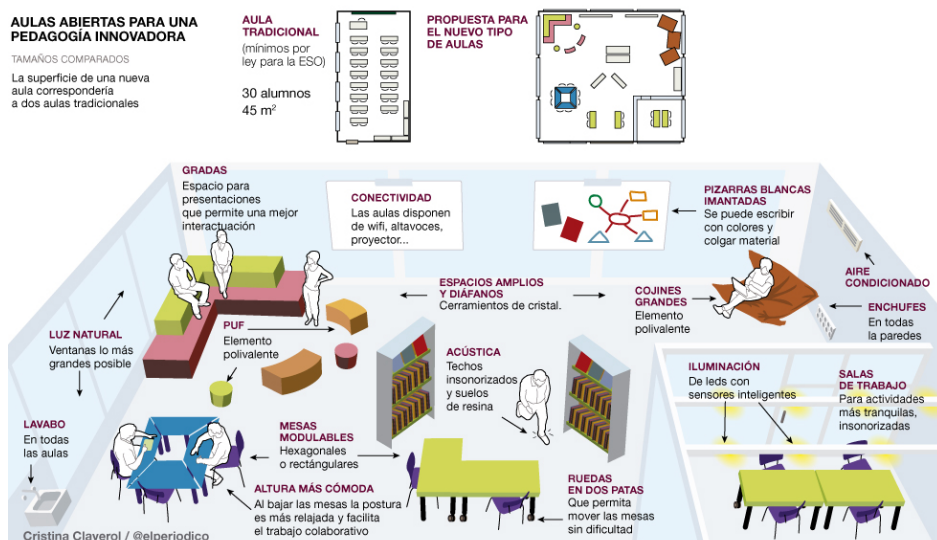 AULAS ABIERTAS PARA UNA
PEDAGOGÍA INNOVADORA
TAMAÑOS COMPARADOS
La superficie de una nueva
aula correspondería
a dos aulas tradicionales
AULA
TRADICIONAL
(mínimos por
ley para la ESO)
30 alumnos
45 m²
PROPUESTA PARA
EL NUEVO TIPO
DE AULAS
GRADAS
Espacio para
presentaciones
que permite una mejor
interactuación
CONECTIVIDAD
Las aulas disponen
de wifi, altavoces,
proyector...
PIZARRAS BLANCAS
IMANTADAS
Se puede escribir
con colores y
colgar material
AIRE
CONDICIONADO
ENCHUFES
En todas
la paredes
ESPACIOS AMPLIOS
Y DIÁFANOS
Cerramientos de cristal.
COJINES
GRANDES
Elemento
polivalente
LUZ NATURAL
Ventanas lo más
grandes posible
PUF
Elemento
polivalente
ACÚSTICA
Techos
insonorizados
y suelos
de resina
ILUMINACIÓN
De leds con
sensores inteligentes
SALAS
DE TRABAJO
Para actividades
más tranquilas,
insonorizadas
LAVABO
En todas
las aulas
MESAS
MODULABLES
Hexagonales
o rectángulares
ALTURA MÁS CÓMODA
Al bajar las mesas la postura
es más relajada y facilita
el trabajo colaborativo
RUEDAS
EN DOS PATAS
Que permita
mover las mesas
sin dificultad
Cristina Claverol / @elperiodico